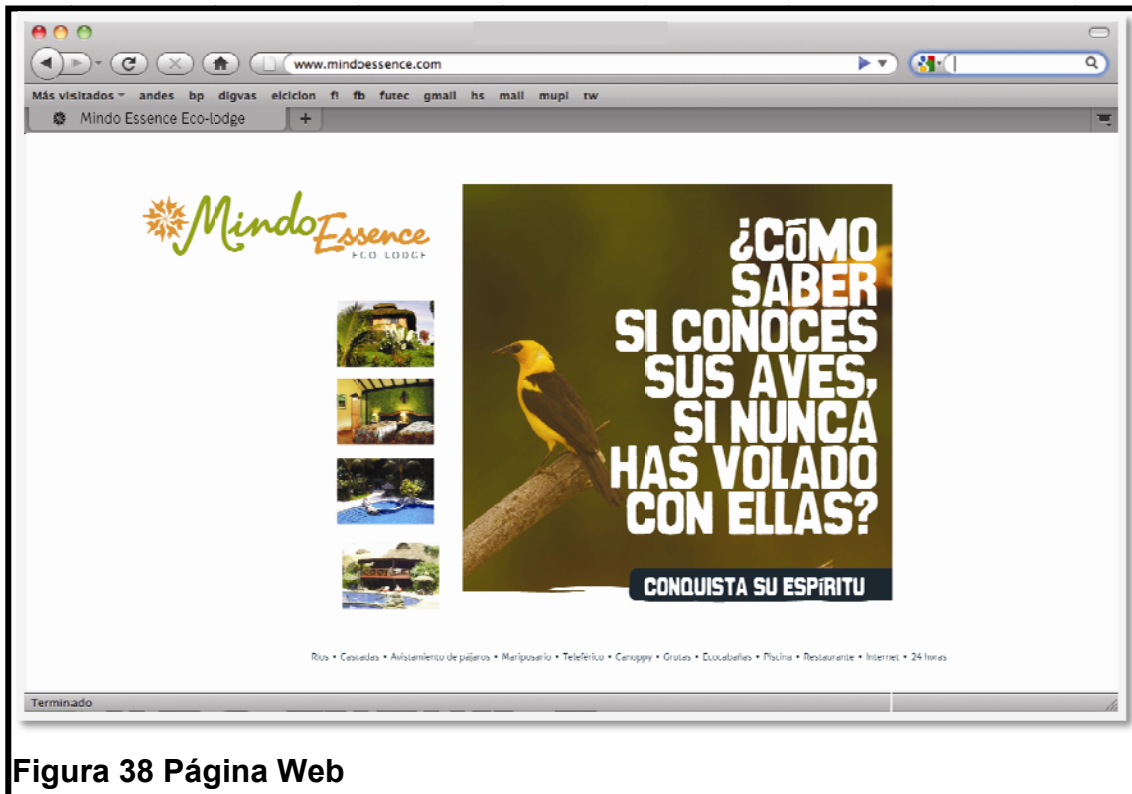 www.mindoessence.com
Más visitados andes bp digvas elciclon fl fb futec gmail hs mail mupi tw
Mindo Essence Eco-lodge +
Mindo Essence
ECO LODGE
¿CÓMO
SABER
SI CONOCES
SUS AVES,
SI NUNCA
HAS VOLADO
CON ELLAS?
CONQUISTA SU ESPÍRITU
Ríos • Cascadas • Avistamiento de pájaros • Mariposario • Teleférico • Canoppy • Grutas • Ecocabañas • Piscina • Restaurante • Internet • 24 horas
Terminado
Figura 38 Página Web